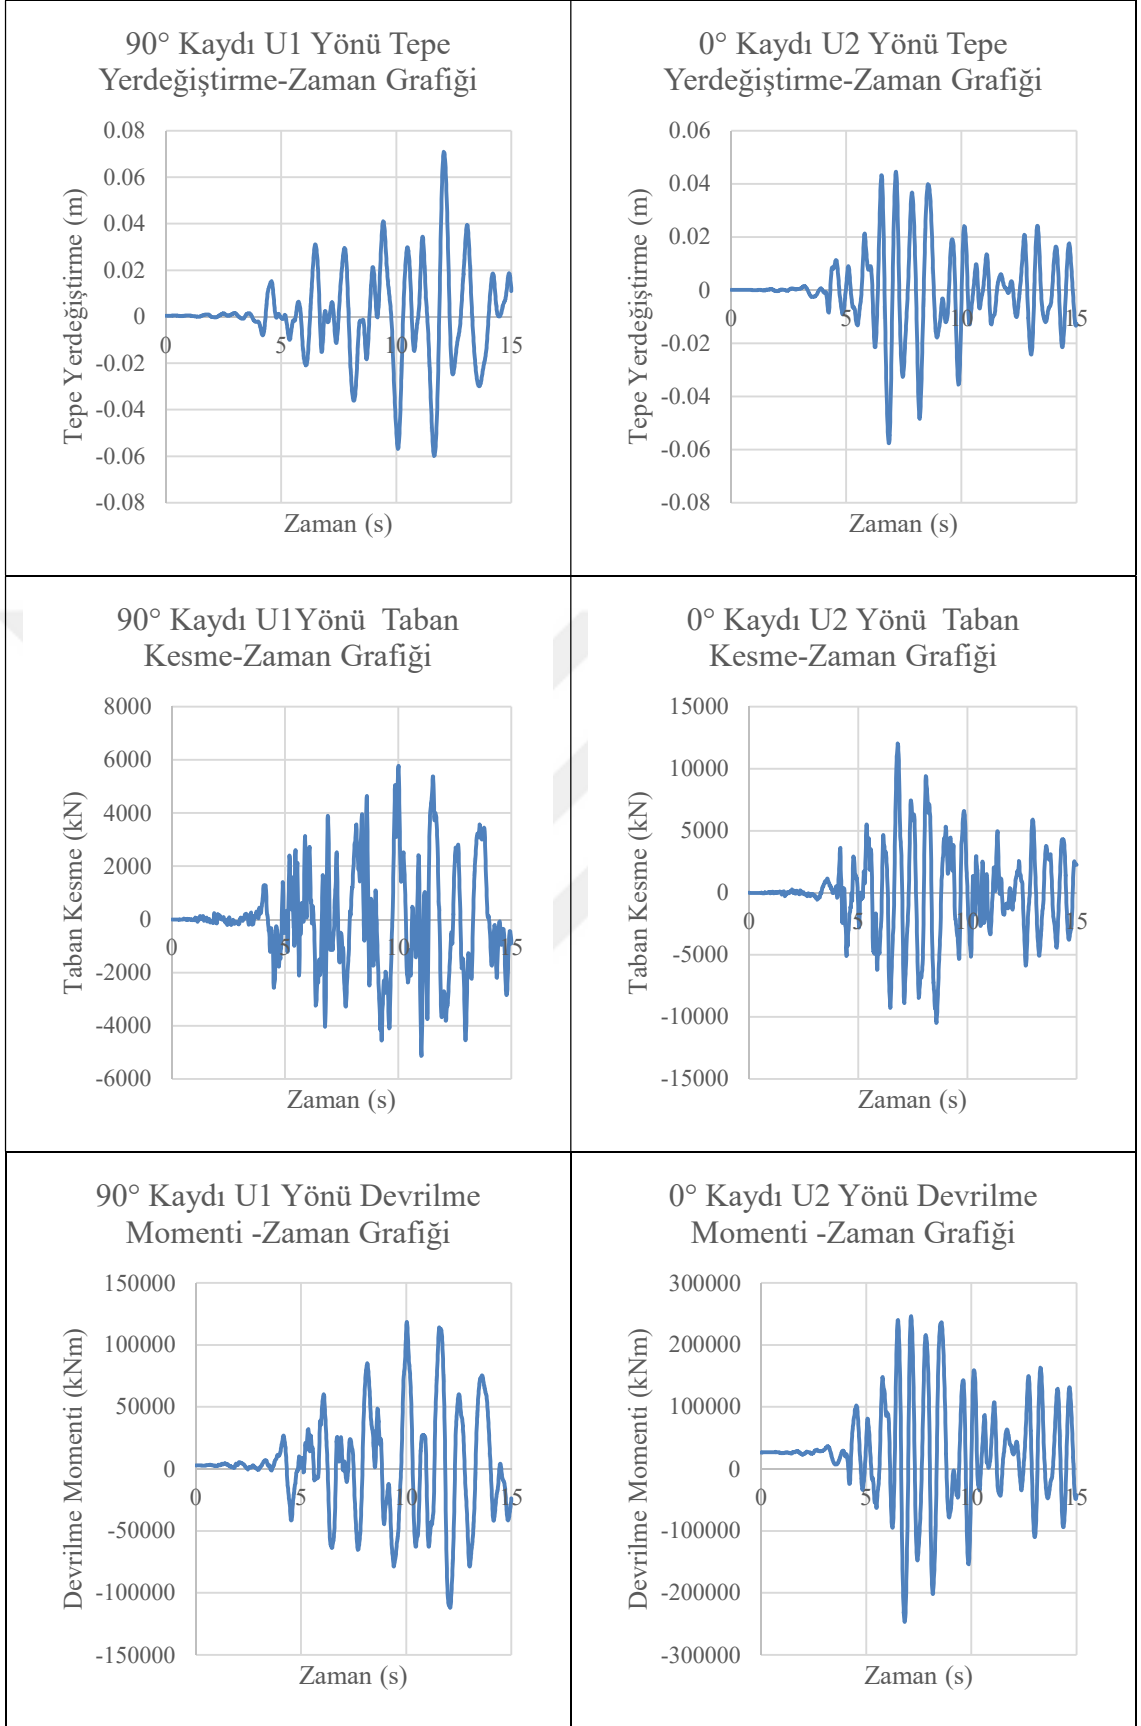 90° Kaydı U1 Yönü Tepe
Yerdeğiştirme-Zaman Grafiği
0.08
0.06
0.04
0.02
0
-0.02
-0.04
-0.06
-0.08
0
5
10
15
Tepe Yerdeğiştirme (m)
Zaman (s)
0° Kaydı U2 Yönü Tepe
Yerdeğiştirme-Zaman Grafiği
0.06
0.04
0.02
0
-0.02
-0.04
-0.06
-0.08
0
5
10
15
Tepe Yerdeğiştirme (m)
Zaman (s)
90° Kaydı U1Yönü  Taban
Kesme-Zaman Grafiği
8000
6000
4000
2000
0
-2000
-4000
-6000
0
5
10
15
Taban Kesme (kN)
Zaman (s)
0° Kaydı U2 Yönü  Taban
Kesme-Zaman Grafiği
15000
10000
5000
0
-5000
-10000
-15000
0
5
10
15
Taban Kesme (kN)
Zaman (s)
90° Kaydı U1 Yönü Devrilme
Momenti -Zaman Grafiği
150000
100000
50000
0
-50000
-100000
-150000
0
5
10
15
Devrilme Momenti (kNm)
Zaman (s)
0° Kaydı U2 Yönü Devrilme
Momenti -Zaman Grafiği
300000
200000
100000
0
-100000
-200000
-300000
0
5
10
15
Devrilme Momenti (kNm)
Zaman (s)